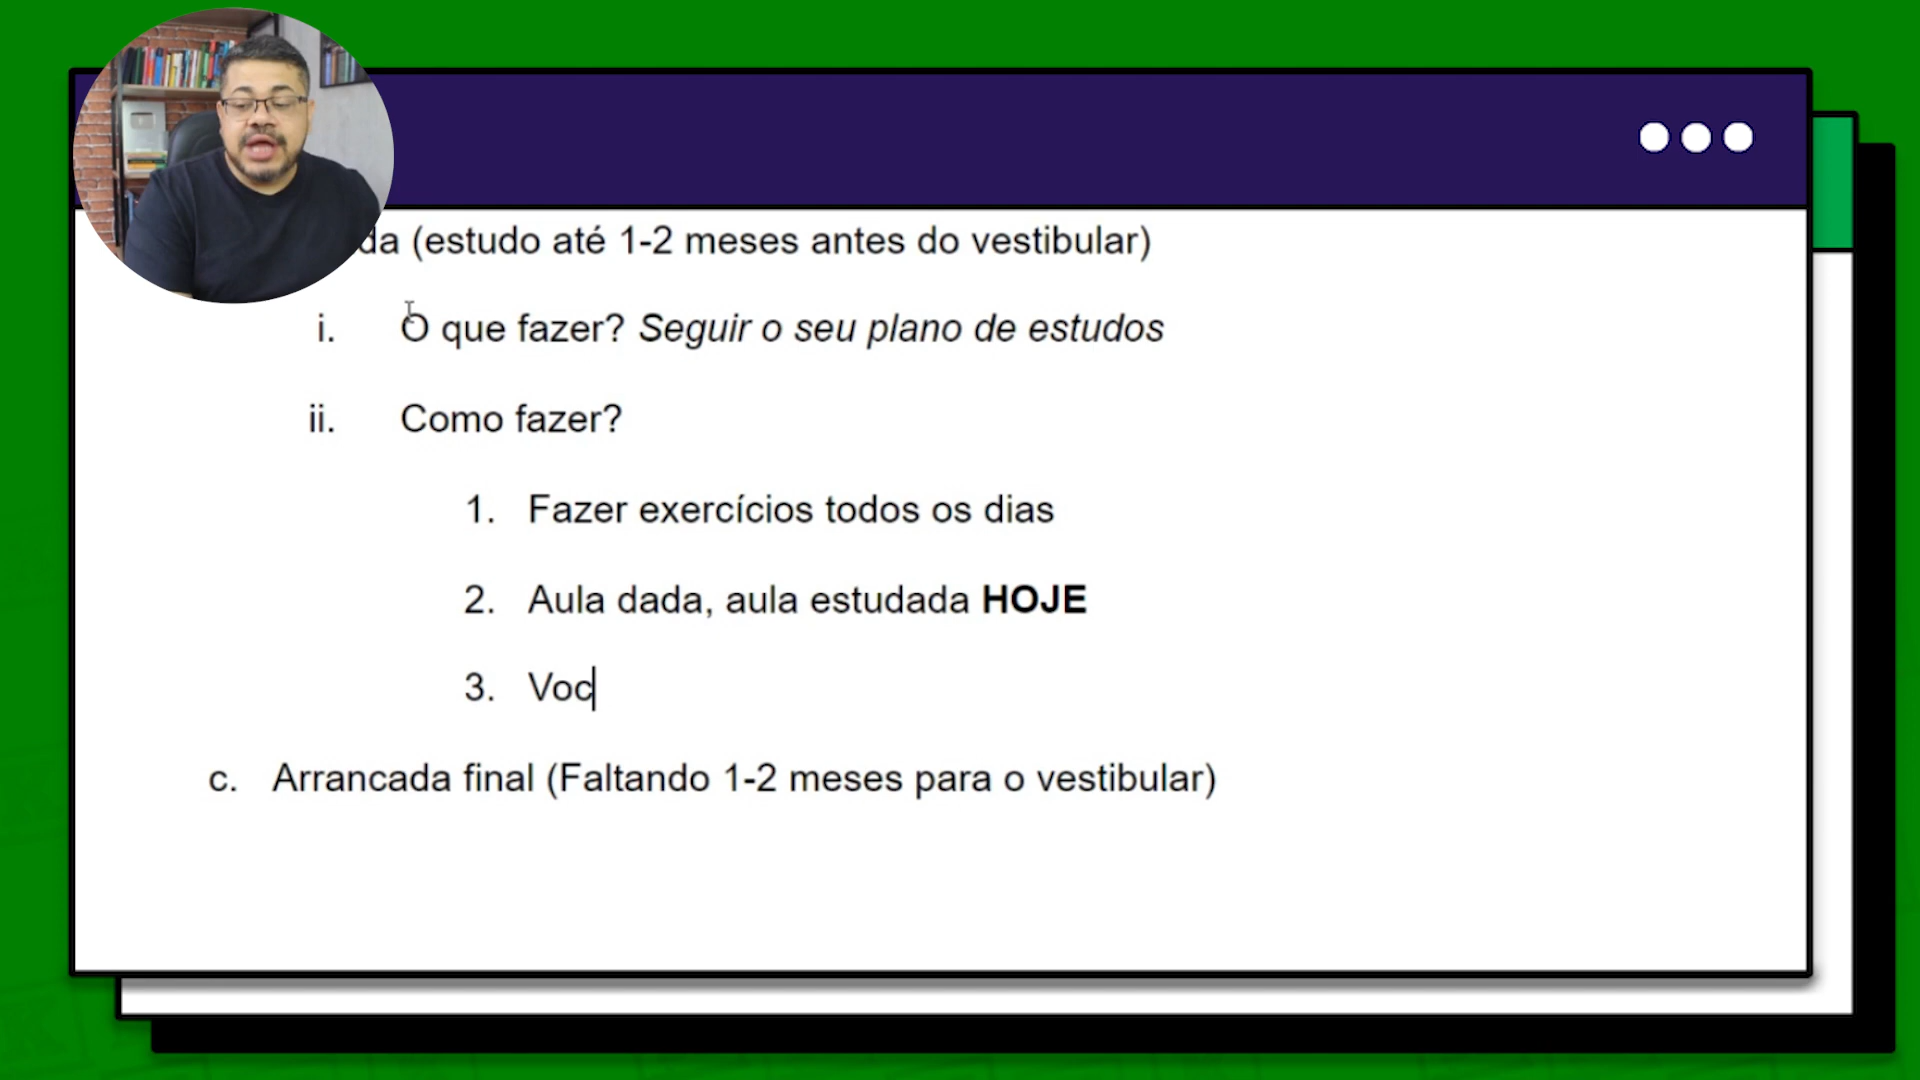 da (estudo até 1-2 meses antes do vestibular)
i. O que fazer? Seguir o seu plano de estudos
ii. Como fazer?
1. Fazer exercícios todos os dias
2. Aula dada, aula estudada HOJE
3. Voc
c. Arrancada final (Faltando 1-2 meses para o vestibular)